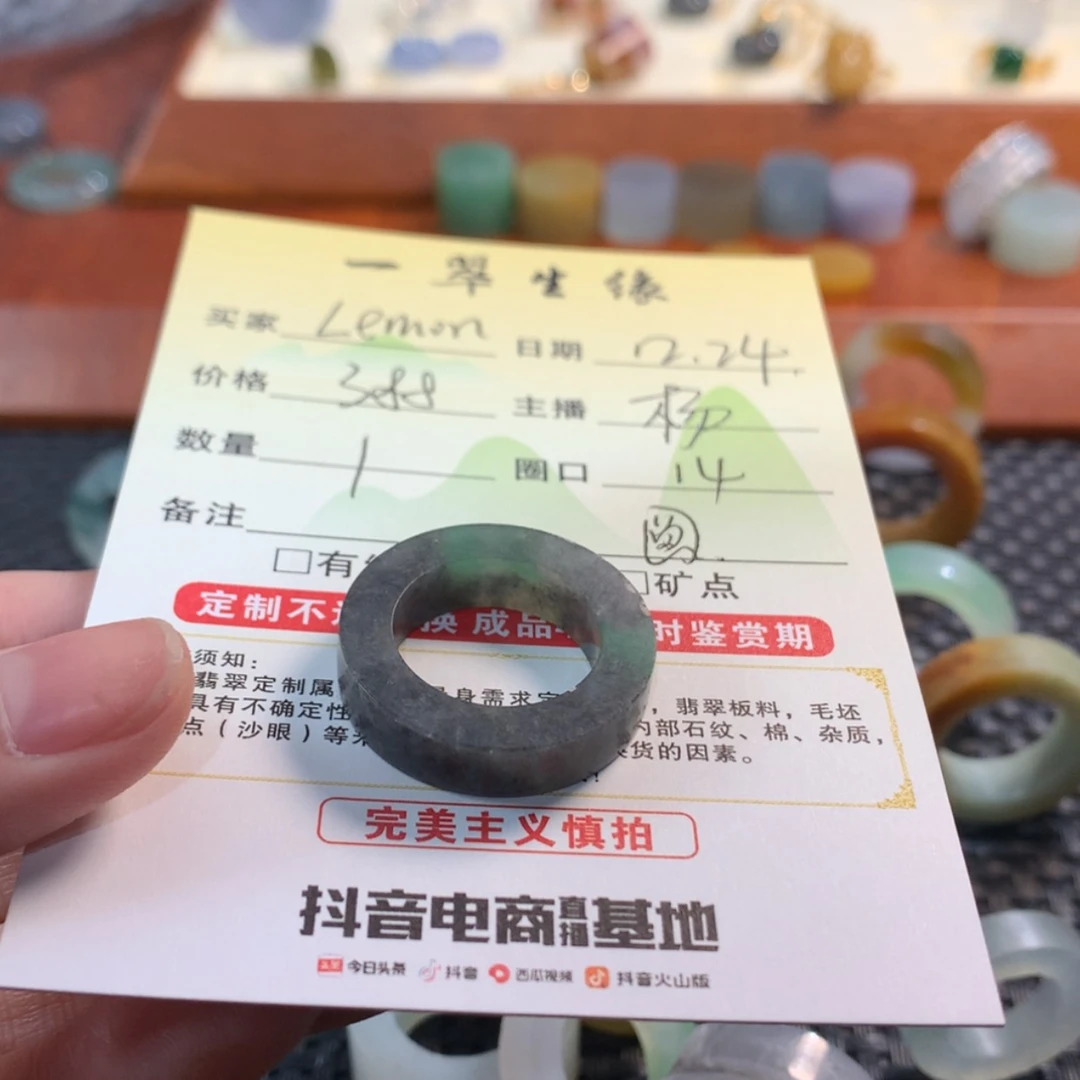 一翠生缘
买家 Lemon 日期 12.24.
价格 388 主播 杨
数量 1 圈口 14
备注 留
□有 □矿点
定制不 换 成品 时鉴赏期
须知：
翡翠定制属 身需求定 ，翡翠板料，毛坯
具有不确定性 内部石纹、棉、杂质，
点（沙眼）等 货的因素。
完美主义慎拍
抖音电商直播基地
今日头条 抖音 西瓜视频 抖音火山版